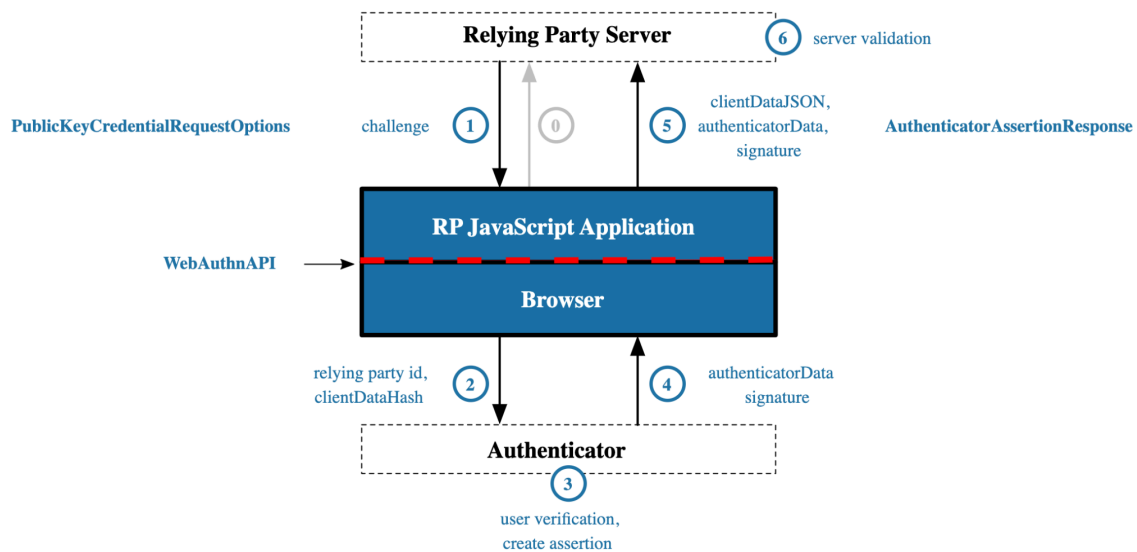 Relying Party Server
6
server validation
PublicKeyCredentialRequestOptions
challenge
1
0
5
clientDataJSON,
authenticatorData,
signature
AuthenticatorAssertionResponse
RP JavaScript Application
WebAuthnAPI
Browser
relying party id,
clientDataHash
2
4
authenticatorData
signature
Authenticator
3
user verification,
create assertion